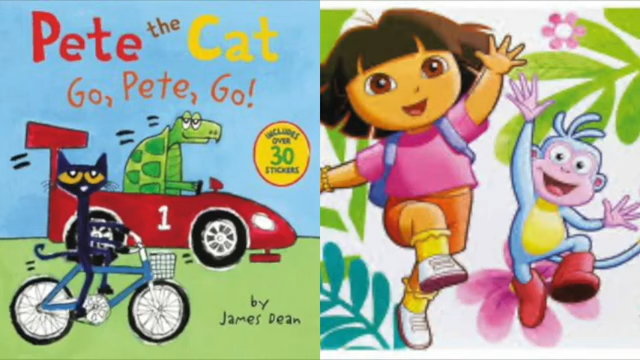 Pete the Cat
Go, Pete, Go!
INCLUDES
OVER
30
STICKERS
1
by
James Dean